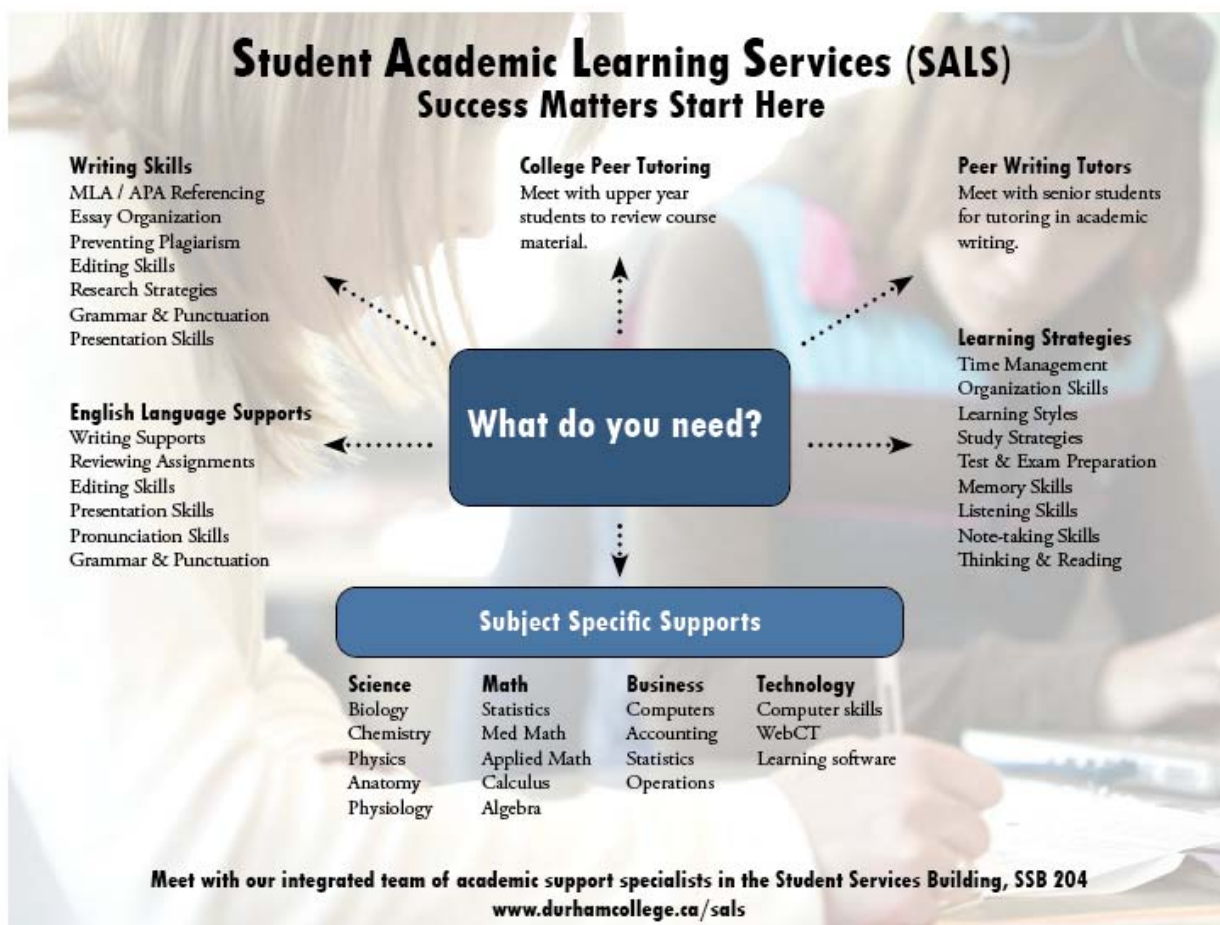 Student Academic Learning Services (SALS)
Success Matters Start Here
Writing Skills
MLA / APA Referencing
Essay Organization
Preventing Plagiarism
Editing Skills
Research Strategies
Grammar & Punctuation
Presentation Skills
College Peer Tutoring
Meet with upper year
students to review course
material.
Peer Writing Tutors
Meet with senior students
for tutoring in academic
writing.
English Language Supports
Writing Supports
Reviewing Assignments
Editing Skills
Presentation Skills
Pronunciation Skills
Grammar & Punctuation
What do you need?
Learning Strategies
Time Management
Organization Skills
Learning Styles
Study Strategies
Test & Exam Preparation
Memory Skills
Listening Skills
Note-taking Skills
Thinking & Reading
Subject Specific Supports
Science
Biology
Chemistry
Physics
Anatomy
Physiology
Math
Statistics
Med Math
Applied Math
Calculus
Algebra
Business
Computers
Accounting
Statistics
Operations
Technology
Computer skills
WebCT
Learning software
Meet with our integrated team of academic support specialists in the Student Services Building, SSB 204
www.durhamcollege.ca/sals